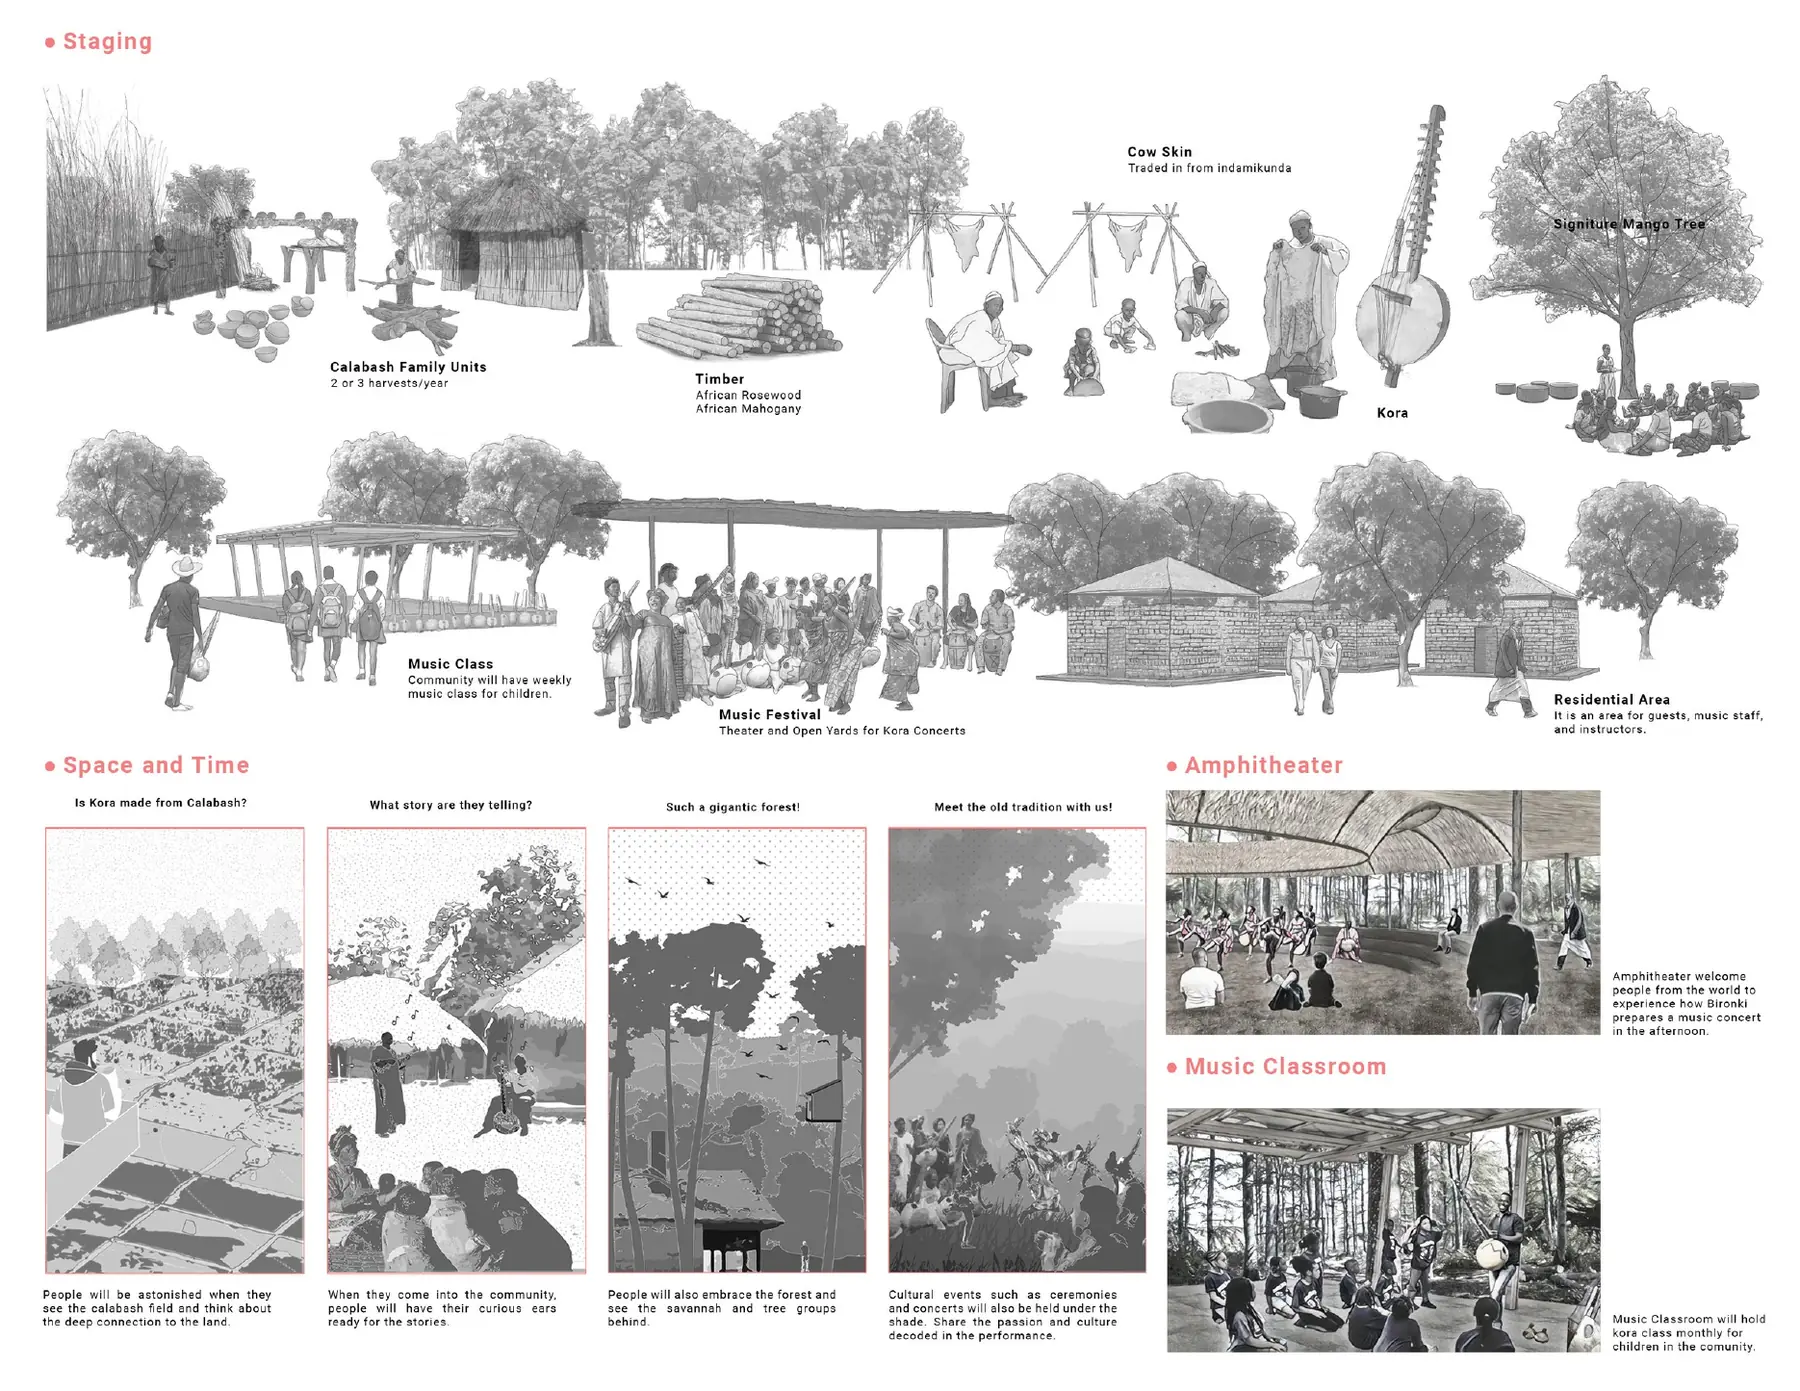 Staging
Cow Skin
Traded in from indamikunda
Signiture Mango Tree
Calabash Family Units
2 or 3 harvests/year
Timber
African Rosewood
African Mahogany
Kora
Music Class
Community will have weekly
music class for children.
Music Festival
Theater and Open Yards for Kora Concerts
Residential Area
It is an area for guests, music staff,
and instructors.
Space and Time
Is Kora made from Calabash?
What story are they telling?
Such a gigantic forest!
Meet the old tradition with us!
People will be astonished when they
see the calabash field and think about
the deep connection to the land.
When they come into the community,
people will have their curious ears
ready for the stories.
People will also embrace the forest and
see the savannah and tree groups
behind.
Cultural events such as ceremonies
and concerts will also be held under the
shade. Share the passion and culture
decoded in the performance.
Amphitheater
Amphitheater welcome
people from the world to
experience how Bironki
prepares a music concert
in the afternoon.
Music Classroom
Music Classroom will hold
kora class monthly for
children in the comunity.